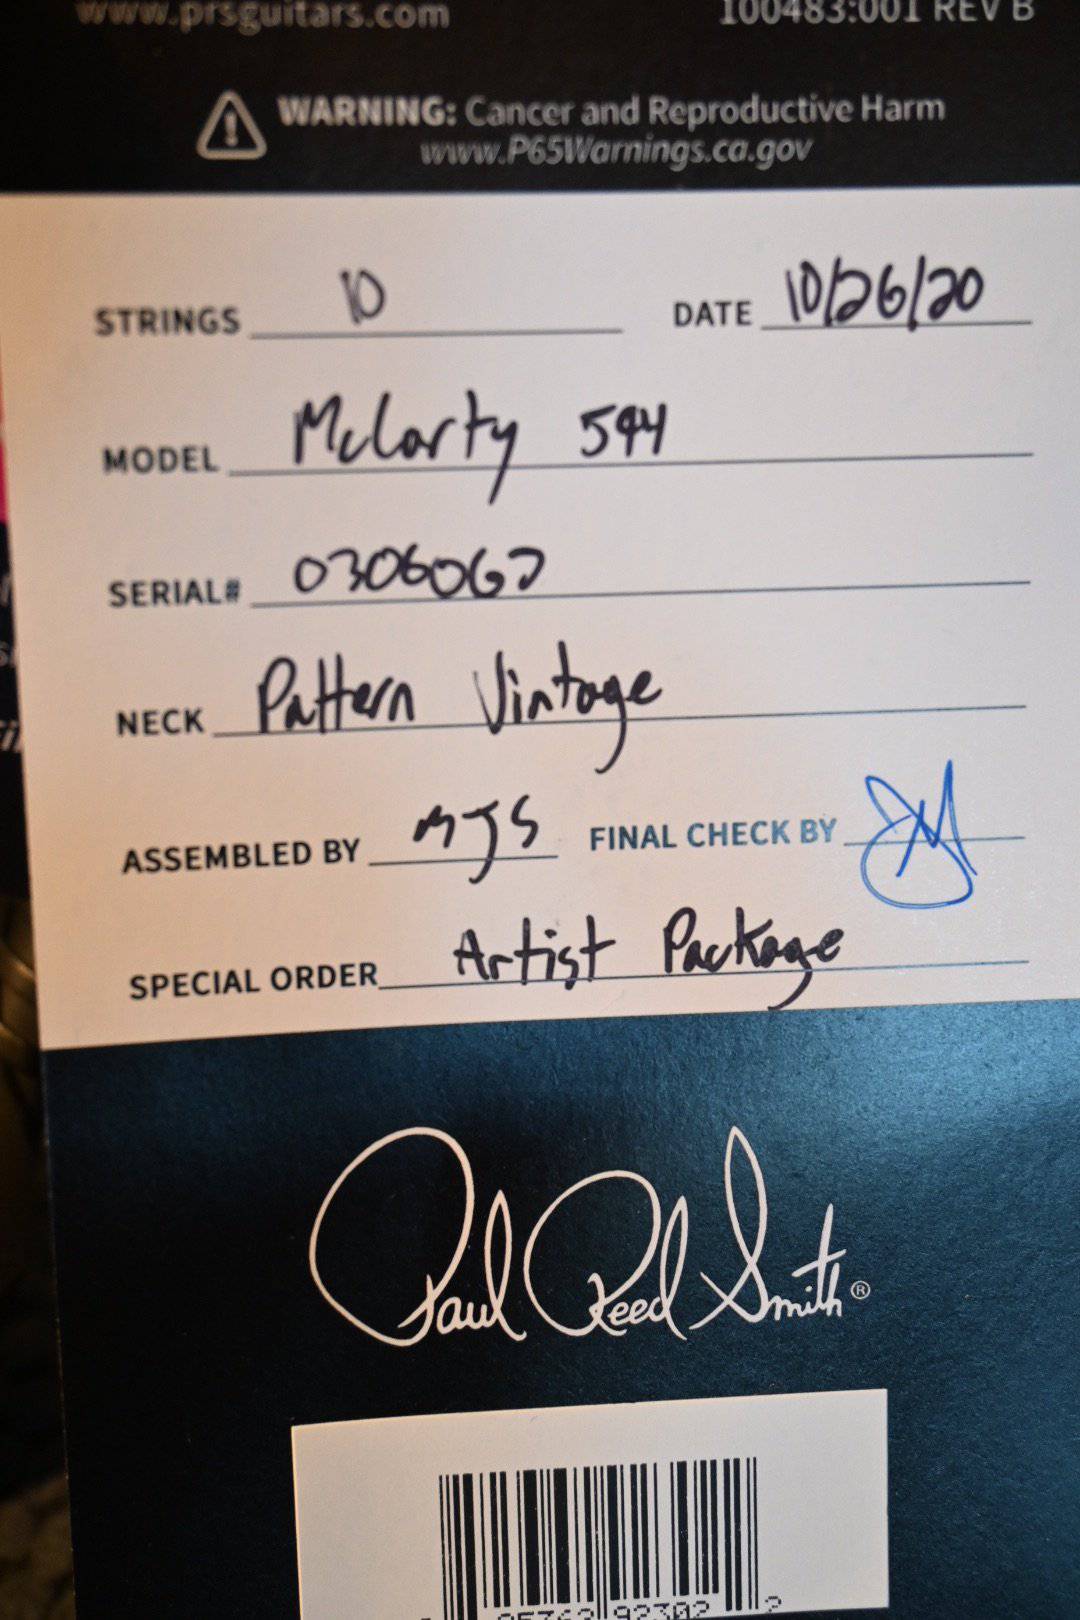 www.prsguitars.com 100483:001 REV B
WARNING: Cancer and Reproductive Harm
www.P65Warnings.ca.gov
STRINGS 10 DATE 10/26/20
MODEL McCarty 594
SERIAL# 0306067
NECK Pattern Vintage
ASSEMBLED BY MJS FINAL CHECK BY
SPECIAL ORDER Artist Package
Paul Reed Smith®